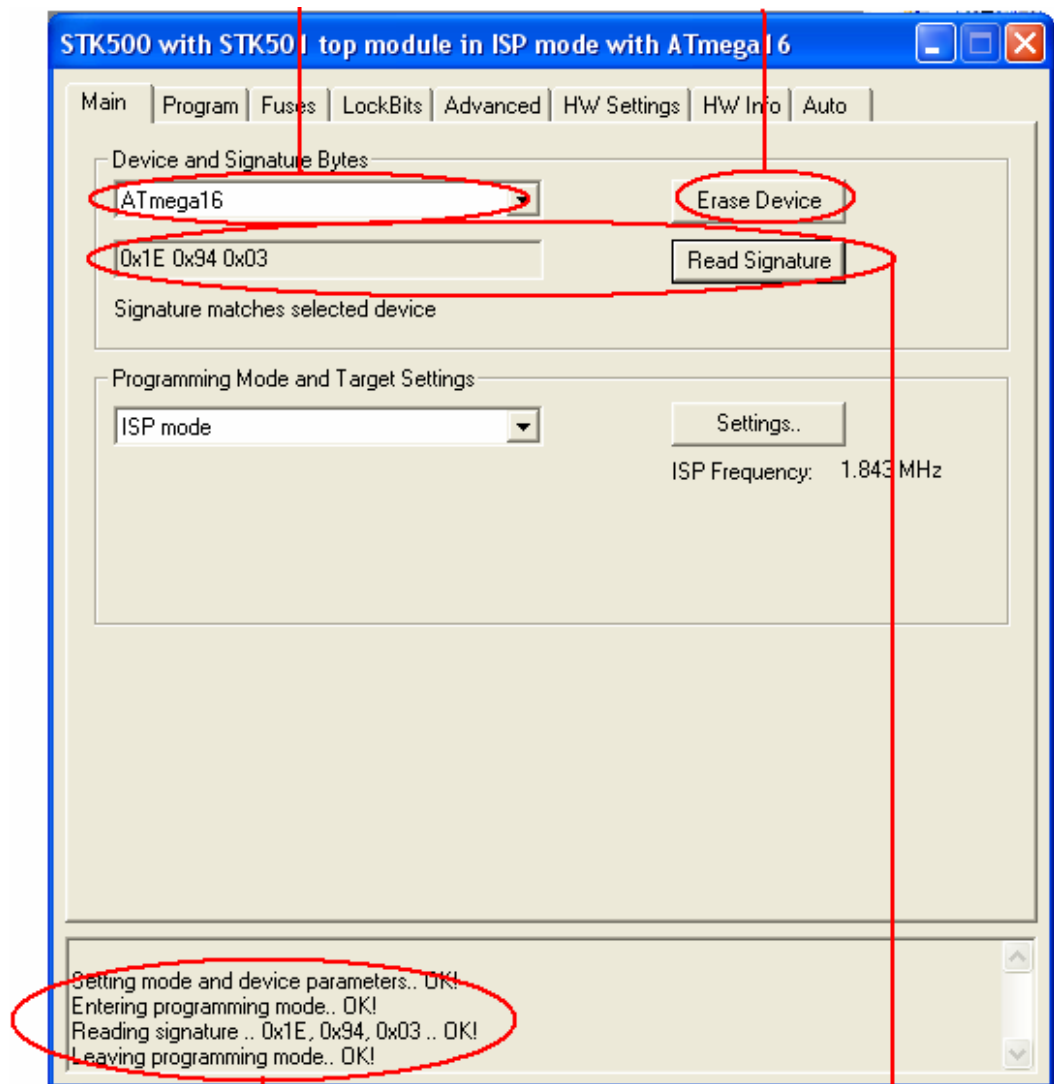 STK500 with STK501 top module in ISP mode with ATmega16
Main Program Fuses LockBits Advanced HW Settings HW Info Auto
Device and Signature Bytes
ATmega16 Erase Device
0x1E 0x94 0x03 Read Signature
Signature matches selected device
Programming Mode and Target Settings
ISP mode Settings..
ISP Frequency: 1.843 MHz
Setting mode and device parameters.. OK!
Entering programming mode.. OK!
Reading signature .. 0x1E, 0x94, 0x03 .. OK!
Leaving programming mode.. OK!